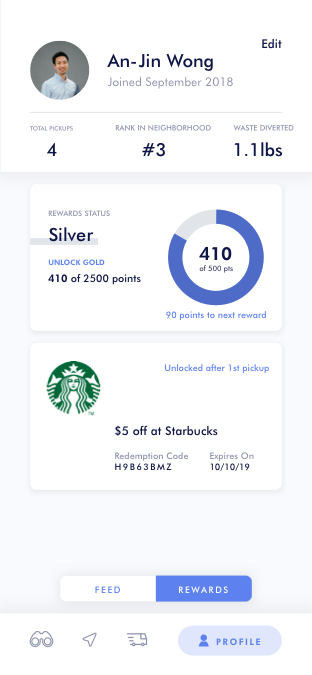 Edit
An-Jin Wong
Joined September 2018
TOTAL PICKUPS
RANK IN NEIGHBORHOOD
WASTE DIVERTED
4
#3
1.1lbs
REWARDS STATUS
Silver
UNLOCK GOLD
410 of 2500 points
410
of 500 pts
90 points to next reward
Unlocked after 1st pickup
TM
$5 off at Starbucks
Redemption Code
Expires On
H9B63BMZ
10/10/19
FEED
REWARDS
PROFILE